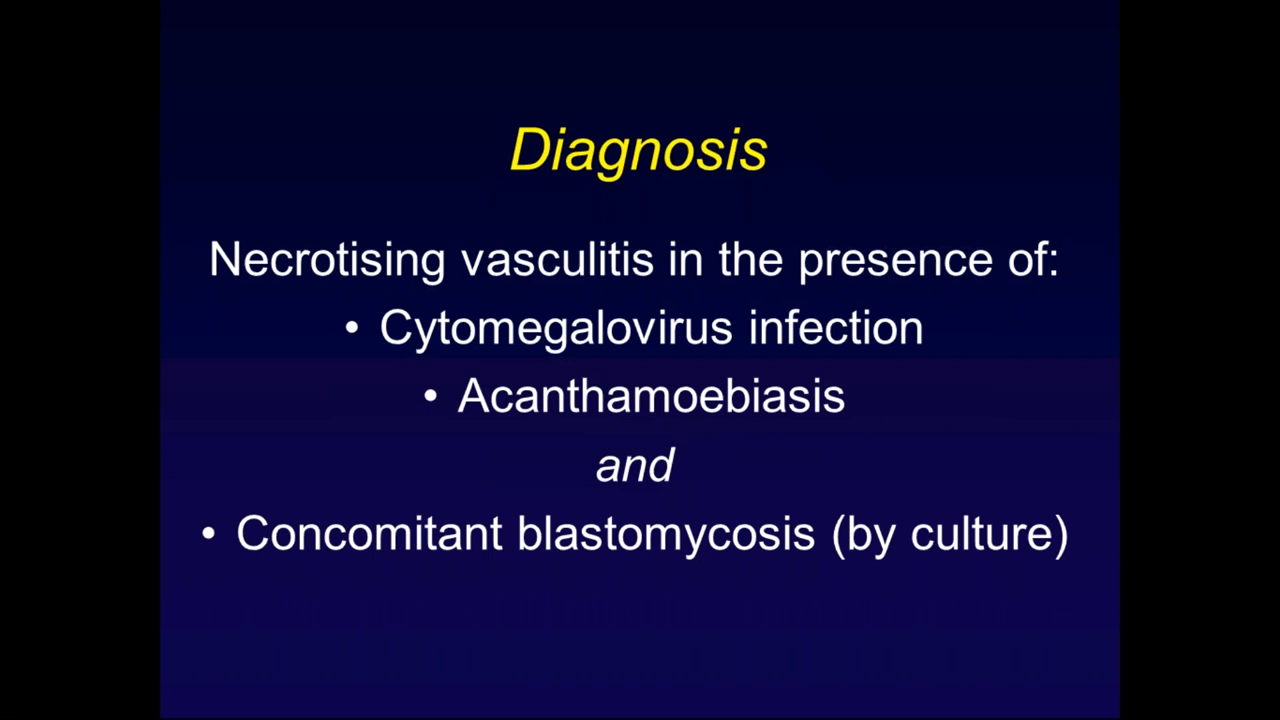 Diagnosis
Necrotising vasculitis in the presence of:
• Cytomegalovirus infection
• Acanthamoebiasis
and
• Concomitant blastomycosis (by culture)